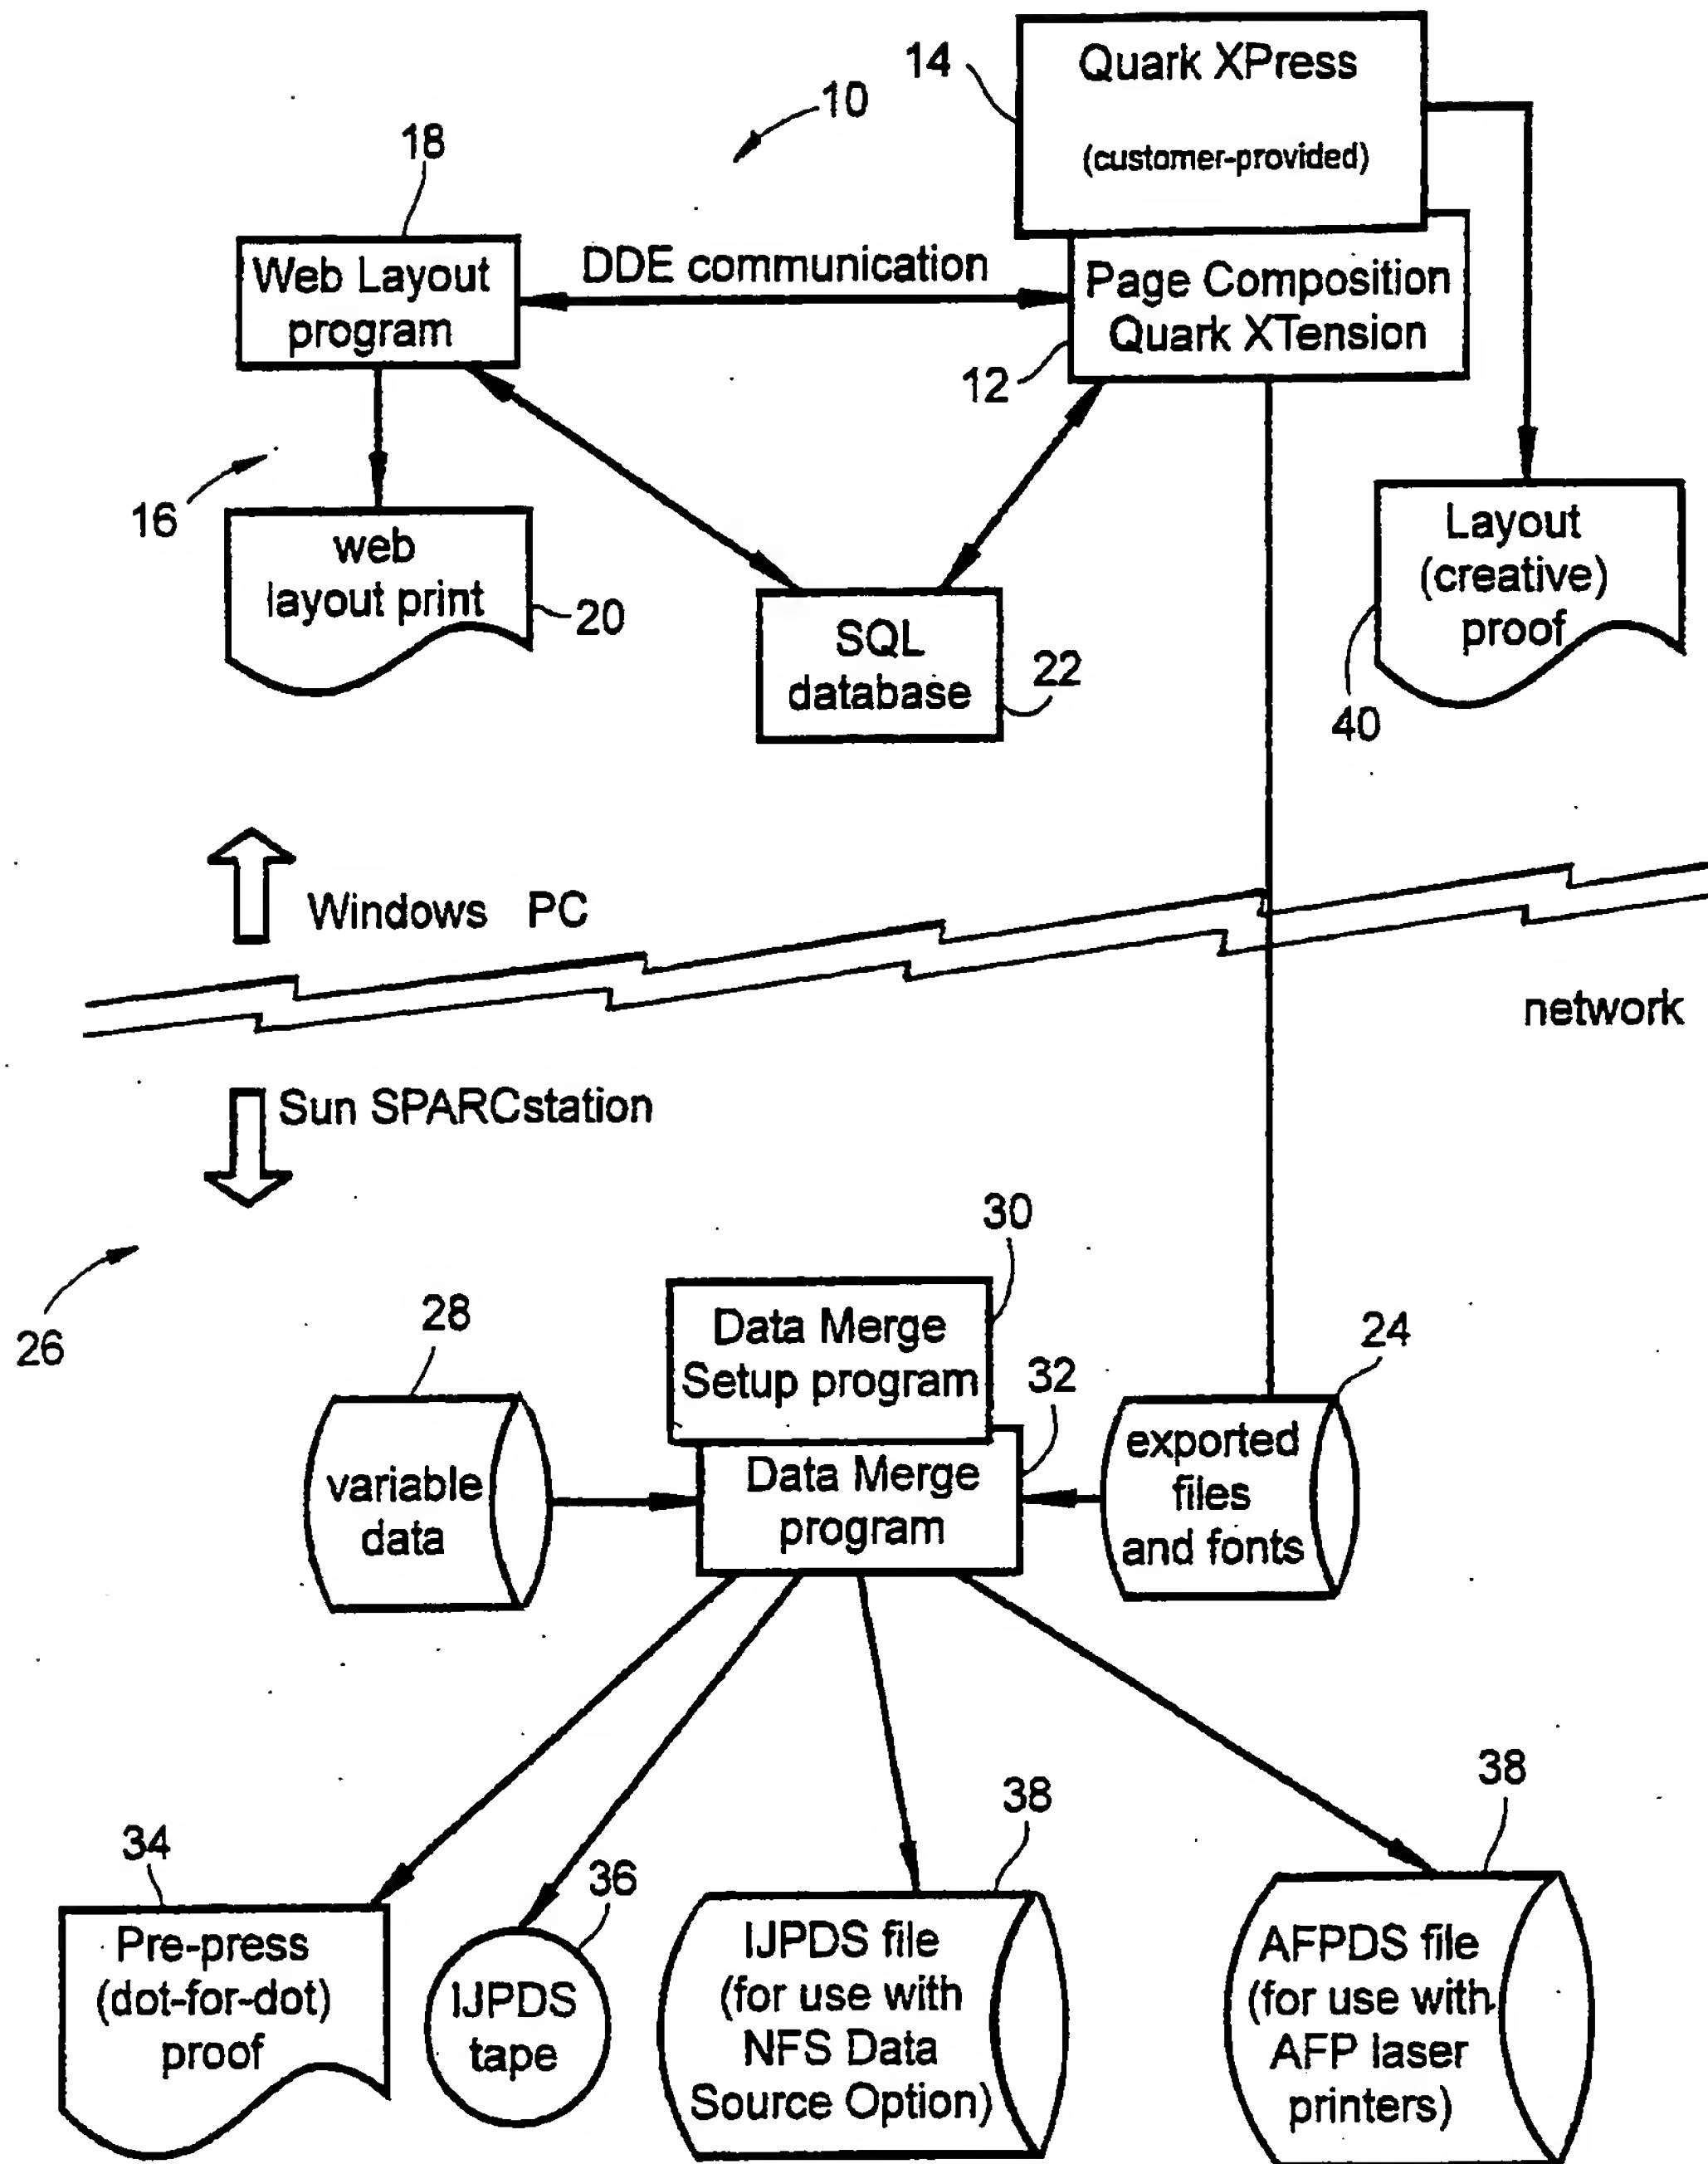 14
Quark XPress
(customer-provided)
10
18
Web Layout
program
DDE communication
Page Composition
Quark XTension
12
16
web
layout print
20
SQL
database
22
Layout
(creative)
proof
40
Windows PC
network
Sun SPARCstation
26
30
Data Merge
Setup program
28
variable
data
32
Data Merge
program
24
exported
files
and fonts
34
Pre-press
(dot-for-dot)
proof
36
IJPDS
tape
38
IJPDS file
(for use with
NFS Data
Source Option)
38
AFPDS file
(for use with
AFP laser
printers)